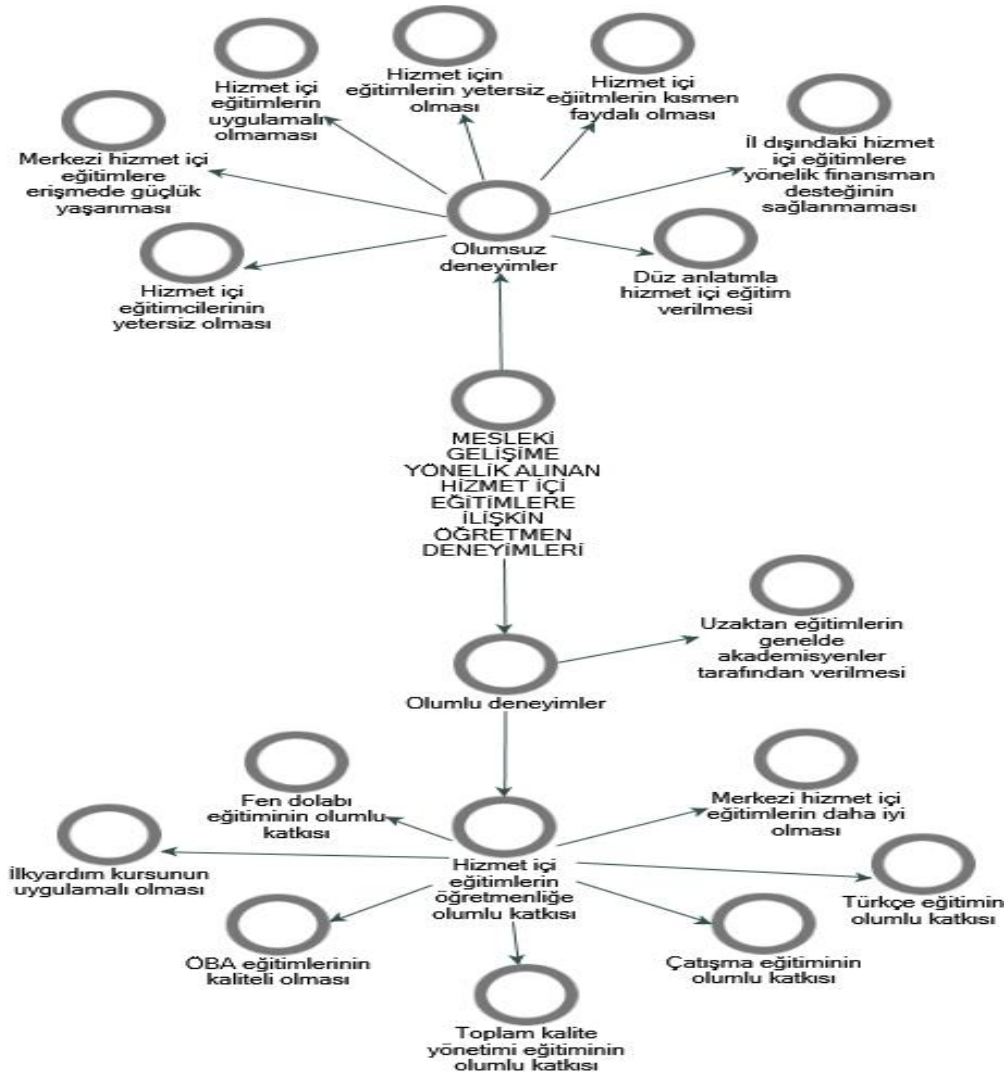 Hizmet içi
eğitimlerin
uygulamalı
olmaması
Hizmet için
eğitimlerin yetersiz
olması
Hizmet içi
eğiitmlerin kısmen
faydalı olması
Merkezi hizmet içi
eğitimlere
erişmede güçlük
yaşanması
İl dışındaki hizmet
içi eğitimlere
yönelik finansman
desteğinin
sağlanmaması
Hizmet içi
eğitimcilerinin
yetersiz olması
Olumsuz
deneyimler
Düz anlatımla
hizmet içi eğitim
verilmesi
MESLEKİ
GELİŞİME
YÖNELİK ALINAN
HİZMET İÇİ
EĞİTİMLERE
İLİŞKİN
ÖĞRETMEN
DENEYİMLERİ
Uzaktan eğitimlerin
genelde
akademisyenler
tarafından verilmesi
Olumlu deneyimler
Fen dolabı
eğitiminin olumlu
katkısı
Merkezi hizmet içi
eğitimlerin daha iyi
olması
İlkyardım kursunun
uygulamalı olması
Hizmet içi
eğitimlerin
öğretmenliğe
olumlu katkısı
Türkçe eğitimin
olumlu katkısı
ÖBA eğitimlerinin
kaliteli olması
Çatışma eğitiminin
olumlu katkısı
Toplam kalite
yönetimi eğitiminin
olumlu katkısı